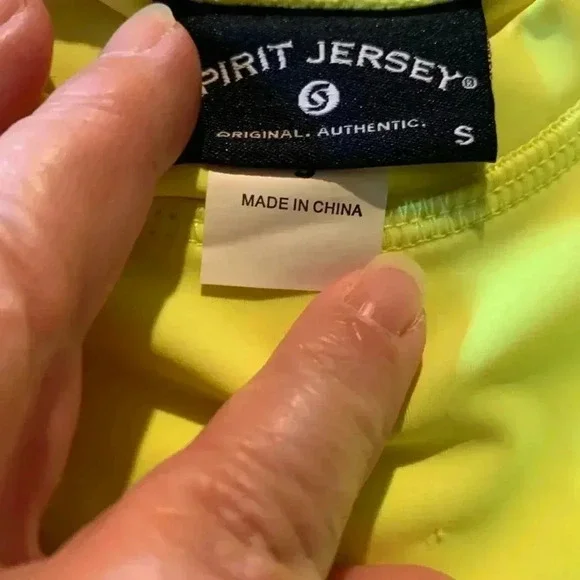 PIRIT JERSEY®
S
ORIGINAL. AUTHENTIC.
S
MADE IN CHINA